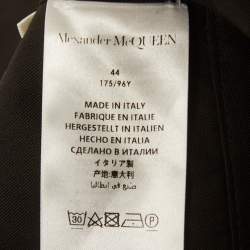 Alexander McQUEEN
44
175/96Y
MADE IN ITALY
FABRIQUE EN ITALIE
HERGESTELLT IN ITALIEN
HECHO EN ITALIA
СДЕЛАНО В ИТАЛИИ
イタリア製
产地:意大利
صنع في ايطاليا
30 P